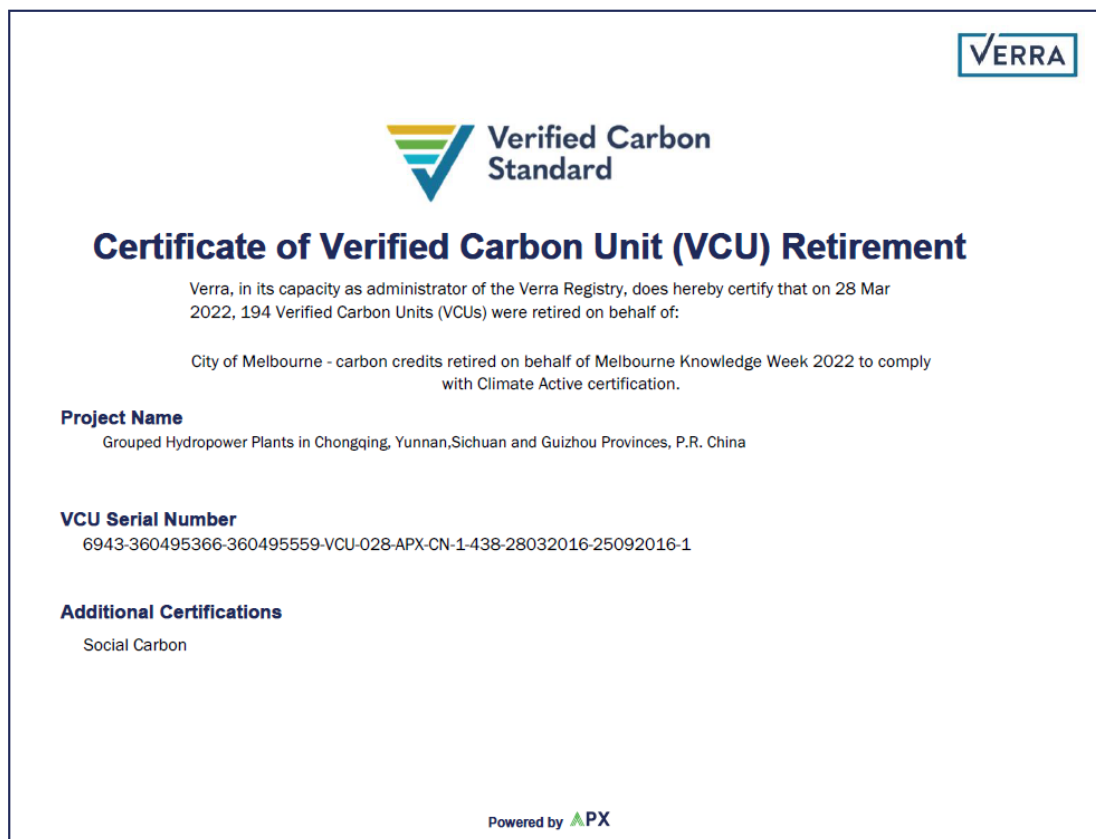 VERRA
Verified Carbon
Standard
Certificate of Verified Carbon Unit (VCU) Retirement
Verra, in its capacity as administrator of the Verra Registry, does hereby certify that on 28 Mar
2022, 194 Verified Carbon Units (VCUs) were retired on behalf of:
City of Melbourne - carbon credits retired on behalf of Melbourne Knowledge Week 2022 to comply
with Climate Active certification.
Project Name
Grouped Hydropower Plants in Chongqing, Yunnan,Sichuan and Guizhou Provinces, P.R. China
VCU Serial Number
6943-360495366-360495559-VCU-028-APX-CN-1-438-28032016-25092016-1
Additional Certifications
Social Carbon
Powered by APX